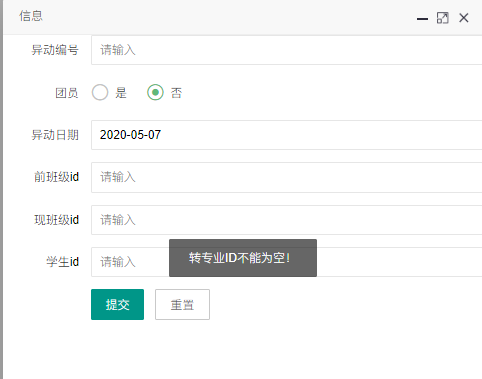 信息
异动编号 请输入
团员 是 否
异动日期 2020-05-07
前班级id 请输入
现班级id 请输入
学生id 请输入
转专业ID不能为空!
提交 重置